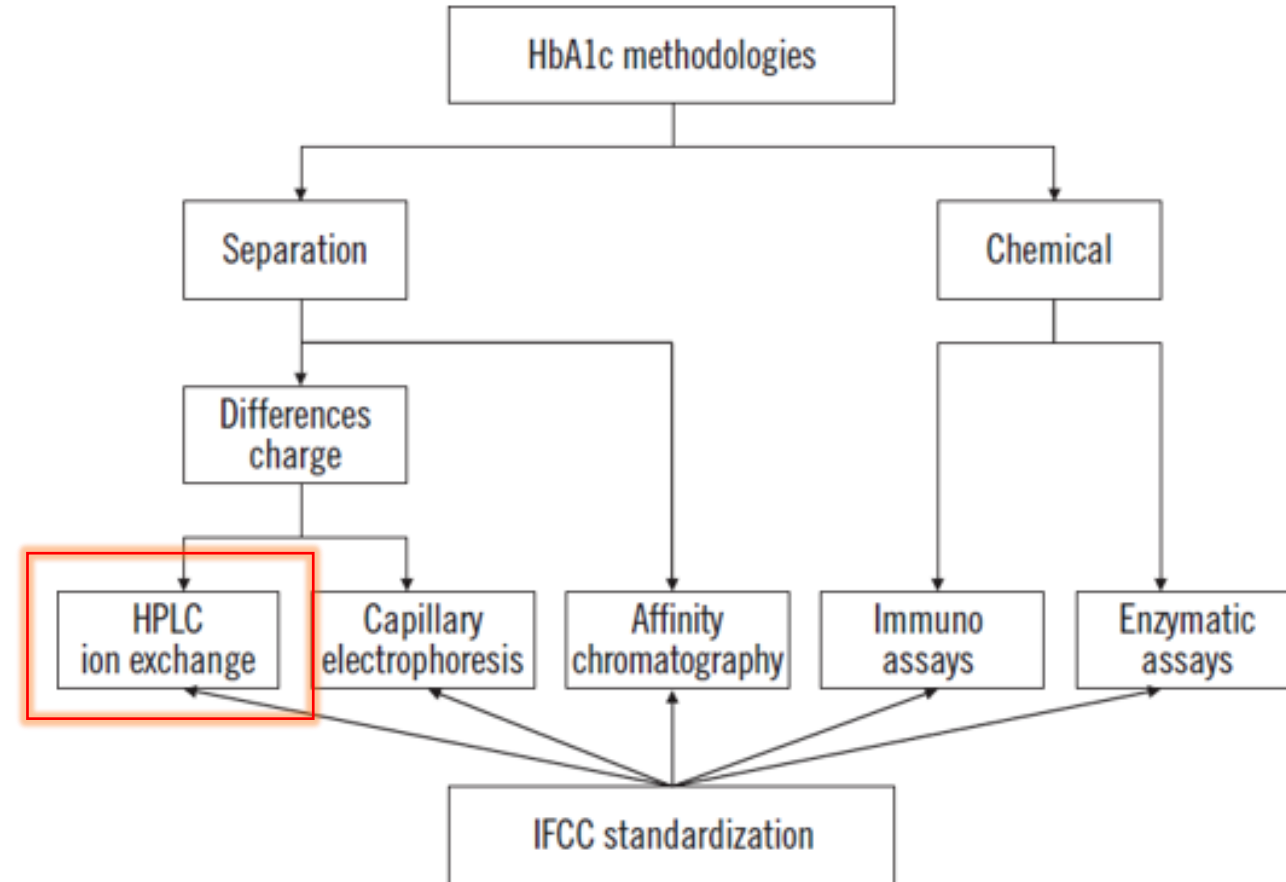 HbA1c methodologies
Separation
Chemical
Differences
charge
HPLC
ion exchange
Capillary
electrophoresis
Affinity
chromatography
Immuno
assays
Enzymatic
assays
IFCC standardization